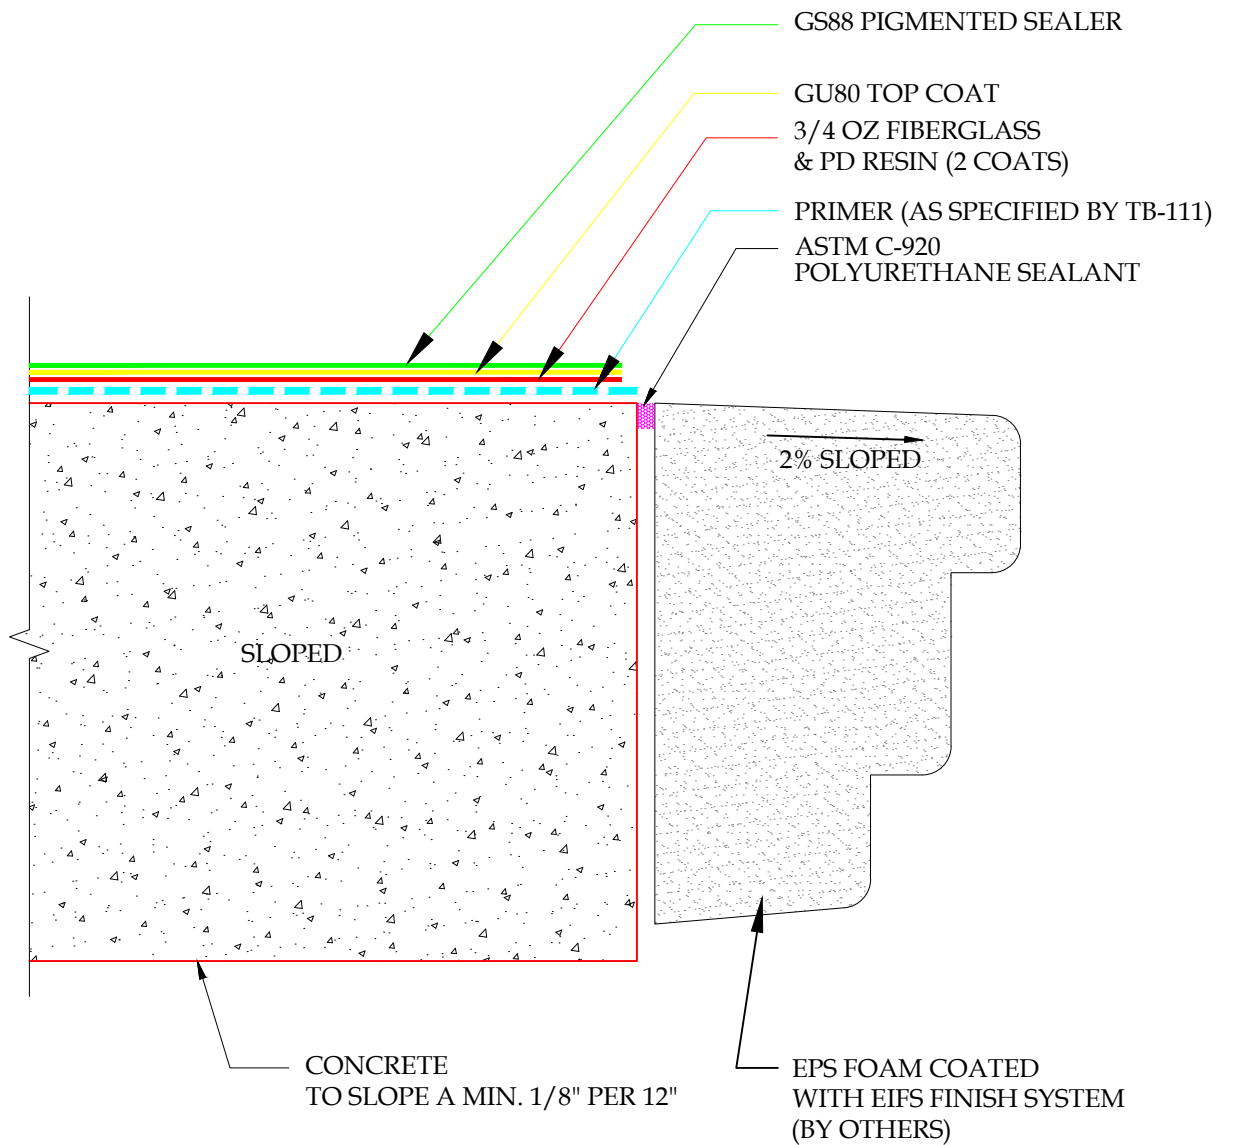 GS88 PIGMENTED SEALER
GU80 TOP COAT
3/4 OZ FIBERGLASS
& PD RESIN (2 COATS)
PRIMER (AS SPECIFIED BY TB-111)
ASTM C-920
POLYURETHANE SEALANT
2% SLOPED
SLOPED
CONCRETE
TO SLOPE A MIN. 1/8" PER 12"
EPS FOAM COATED
WITH EIFS FINISH SYSTEM
(BY OTHERS)